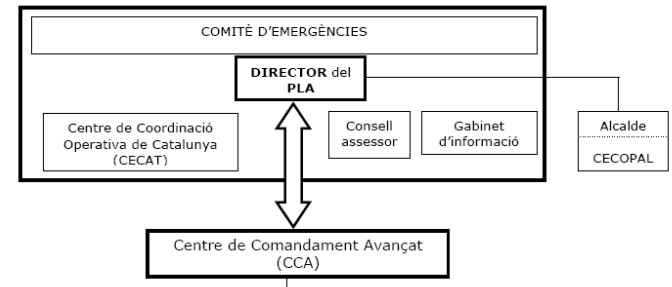 COMITÈ D’EMERGÈNCIES
DIRECTOR del
PLA
Centre de Coordinació
Operativa de Catalunya
(CECAT)
Consell
assessor
Gabinet
d’informació
Alcalde
CECOPAL
Centre de Comandament Avançat
(CCA)